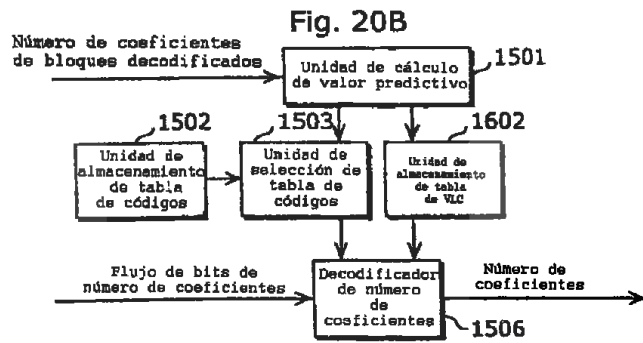 Fig. 20B
Número de coeficientes
de bloques decodificados
Unidad de cálculo
de valor predictivo
1501
1502
Unidad de
almacenamiento
de tabla
de códigos
1503
Unidad de
selección de
tabla de
códigos
1602
Unidad de
almacenamiento
de tabla
de VLC
Flujo de bits de
número de coeficientes
Decodificador
de número
de
coeficientes
Número de
coeficientes
1506